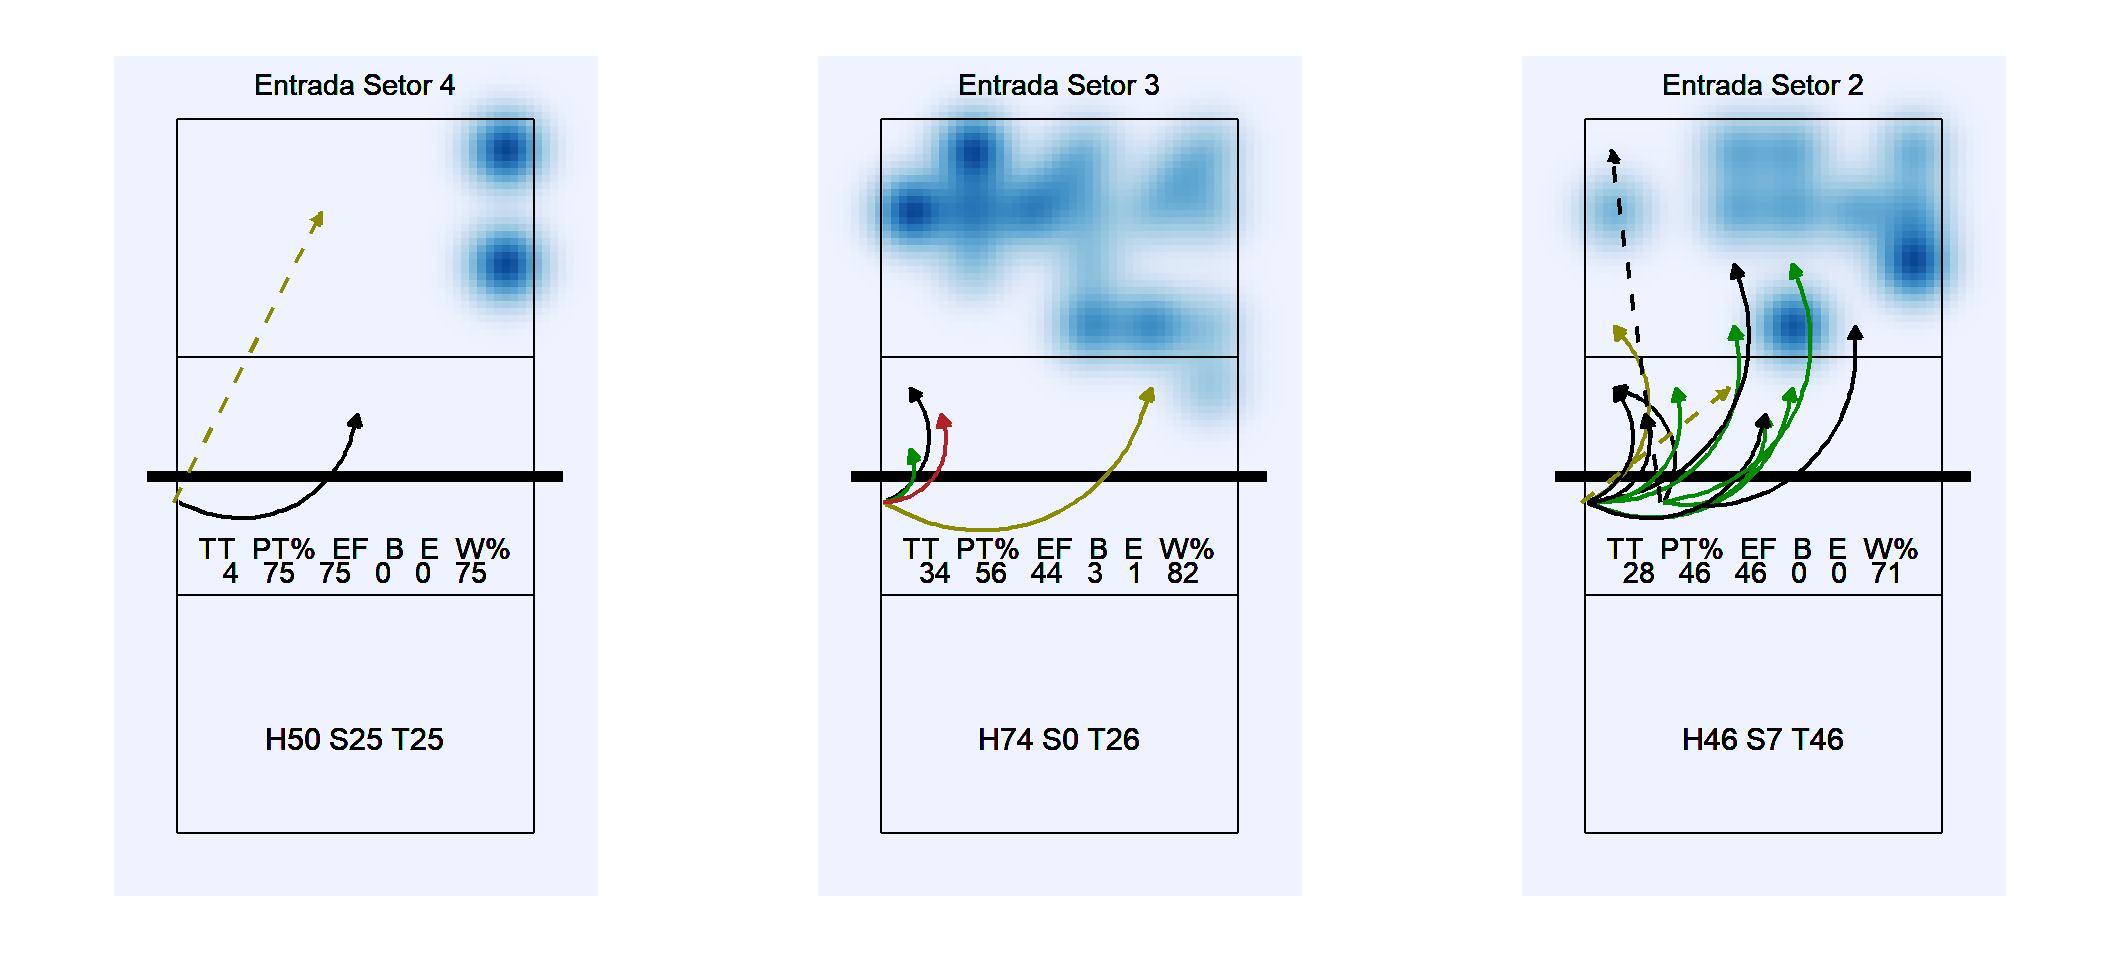 Entrada Setor 4
TT PT% EF B E W%
4 75 75 0 0 75
H50 S25 T25
Entrada Setor 3
TT PT% EF B E W%
34 56 44 3 1 82
H74 S0 T26
Entrada Setor 2
TT PT% EF B E W%
28 46 46 0 0 71
H46 S7 T46